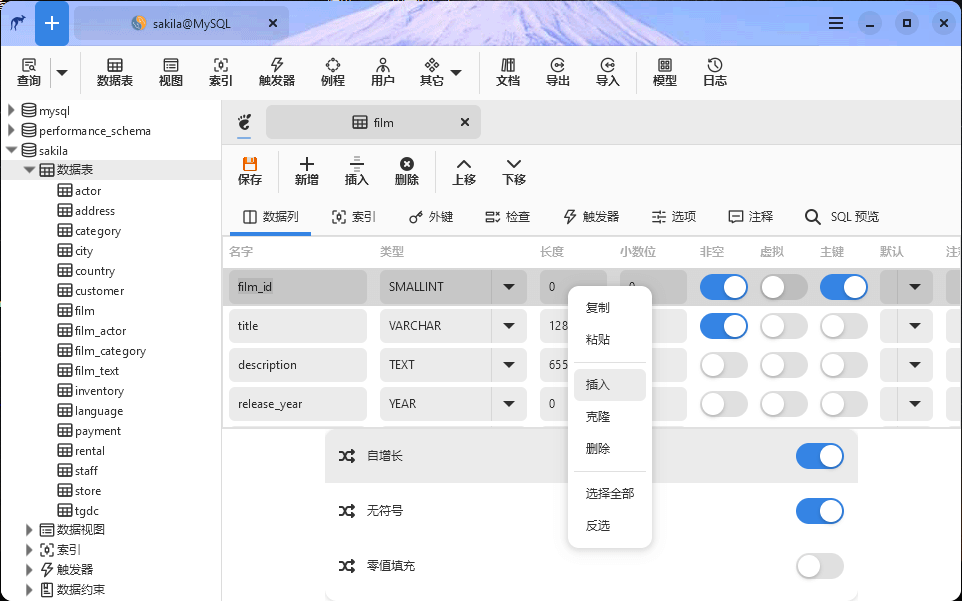 sakila@MySQL
查询 数据表 视图 索引 触发器 例程 用户 其它 文档 导出 导入 模型 日志
mysql
performance_schema
sakila
数据表
actor
address
category
city
country
customer
film
film_actor
film_category
film_text
inventory
language
payment
rental
staff
store
tgdc
数据视图
索引
触发器
数据约束
film
保存 新增 插入 删除 上移 下移
数据列 索引 外键 检查 触发器 选项 注释 SQL 预览
名字 类型 长度 小数位 非空 虚拟 主键 默认 注
film_id SMALLINT 0 0
title VARCHAR 128
description TEXT 655
release_year YEAR 0
自增长
无符号
零值填充
复制
粘贴
插入
克隆
删除
选择全部
反选